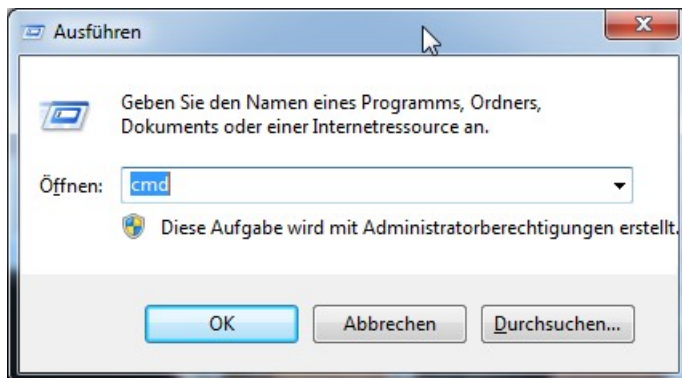 Ausführen
Geben Sie den Namen eines Programms, Ordners,
Dokuments oder einer Internetressource an.
Öffnen: cmd
Diese Aufgabe wird mit Administratorberechtigungen erstellt.
OK Abbrechen Durchsuchen...